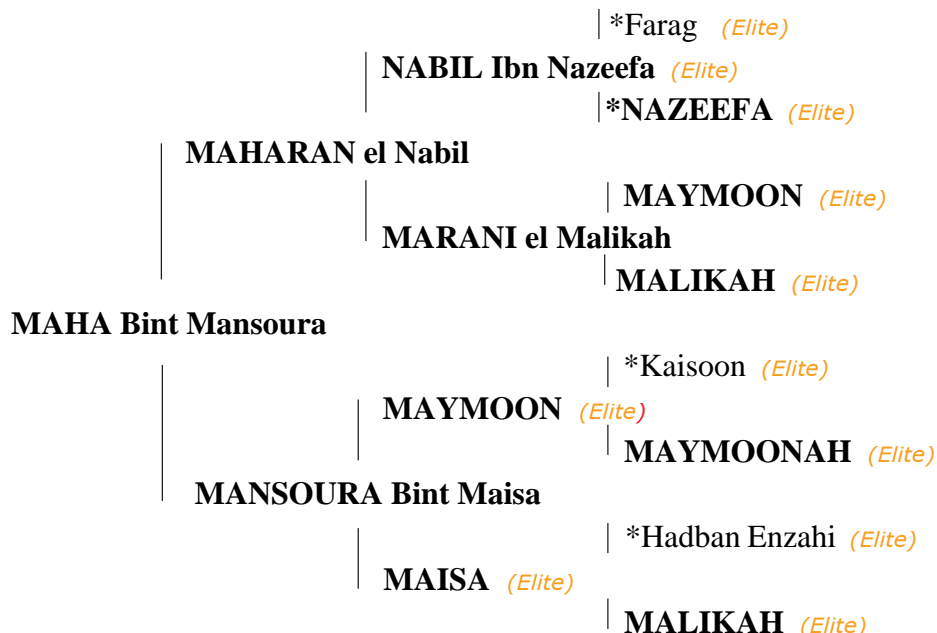 *Farag (Elite)
NABIL Ibn Nazeefa (Elite)
*NAZEEFA (Elite)
MAHARAN el Nabil
MAYMOON (Elite)
MARANI el Malikah
MALIKAH (Elite)
MAHA Bint Mansoura
*Kaisoon (Elite)
MAYMOON (Elite)
MAYMOONAH (Elite)
MANSOURA Bint Maisa
*Hadban Enzahi (Elite)
MAISA (Elite)
MALIKAH (Elite)